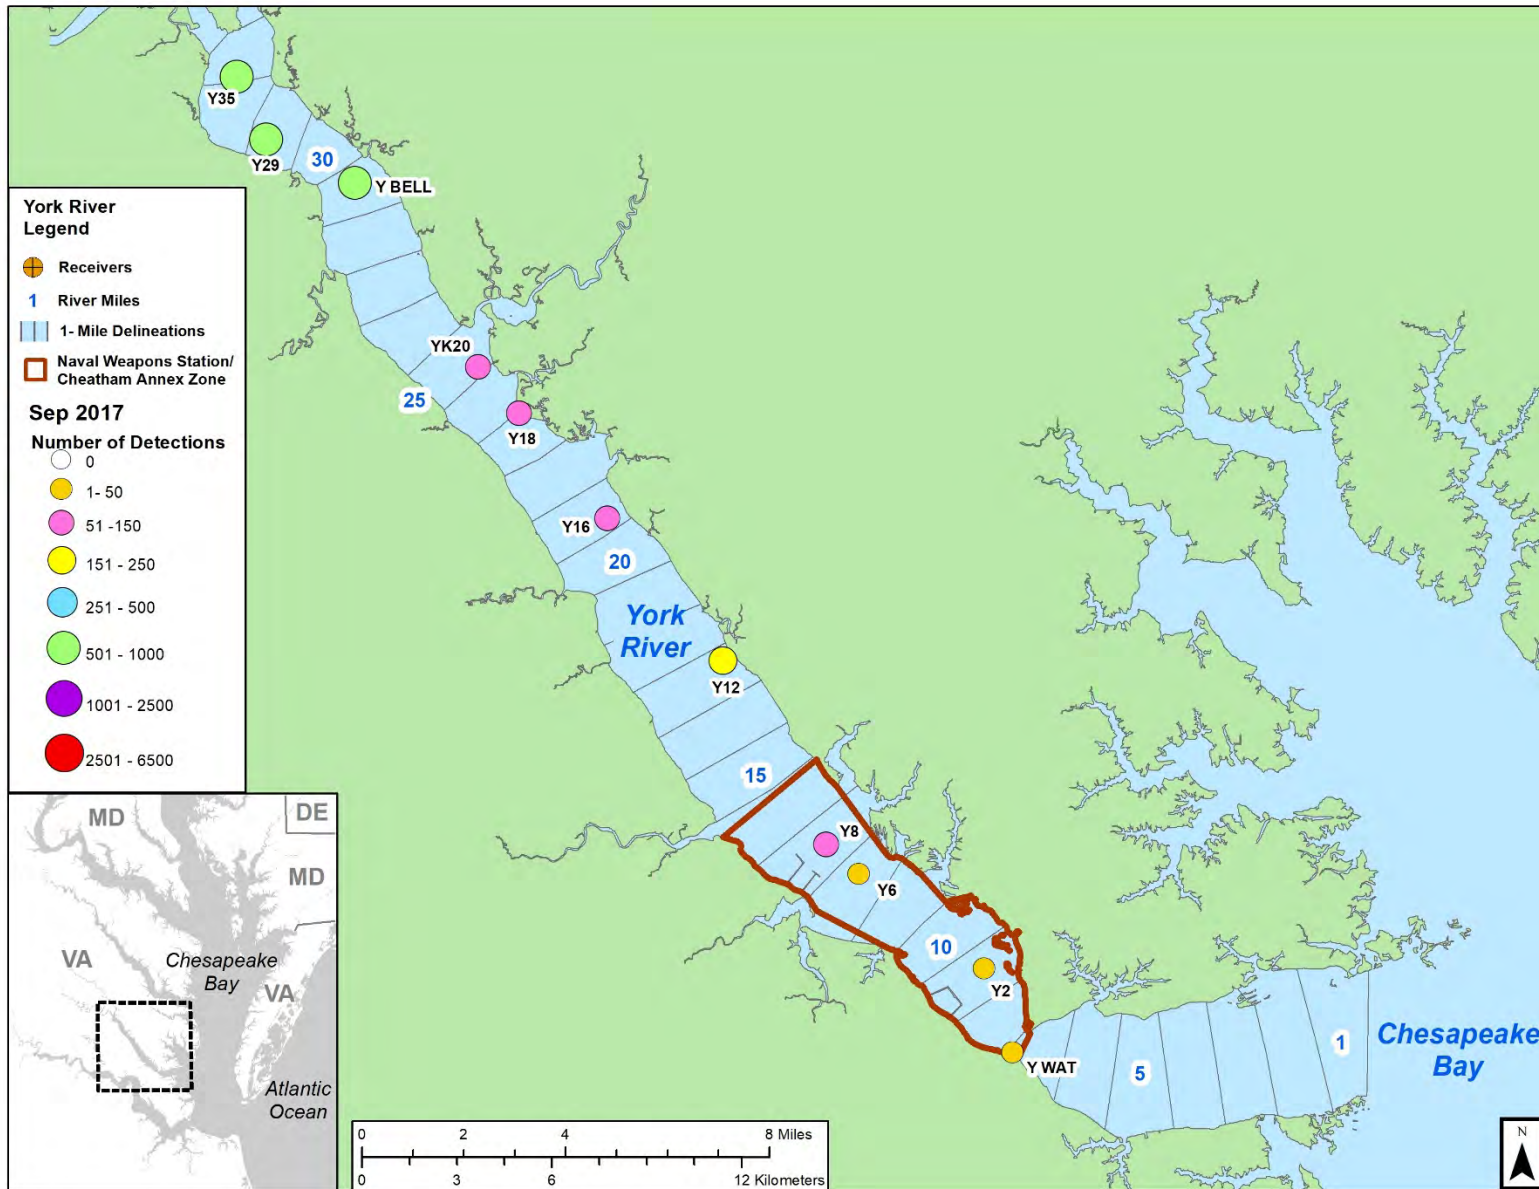 Y35
Y29
30
Y BELL
York River
Legend
Receivers
1 River Miles
1- Mile Delineations
Naval Weapons Station/
Cheatham Annex Zone
Sep 2017
Number of Detections
0
1- 50
51 -150
151 - 250
251 - 500
501 - 1000
1001 - 2500
2501 - 6500
YK20
25
Y18
Y16
20
York
River
Y12
15
Y8
Y6
10
Y2
Y WAT
5
1
Chesapeake
Bay
MD
DE
MD
VA
Chesapeake
Bay
VA
Atlantic
Ocean
0 2 4 8 Miles
0 3 6 12 Kilometers
N